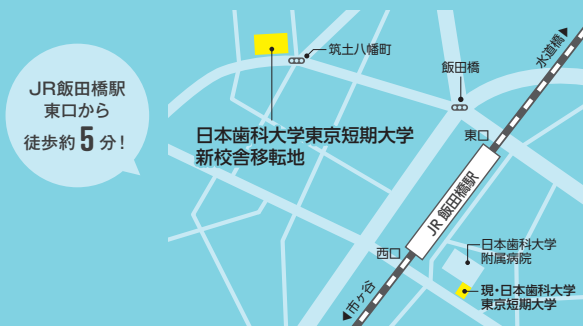 JR飯田橋駅
東口から
徒歩約5分！
筑土八幡町
飯田橋
水道橋▶
東口
日本歯科大学東京短期大学
新校舎移転地
JR 飯田橋駅
西口
日本歯科大学
附属病院
現・日本歯科大学
東京短期大学
◀市ヶ谷